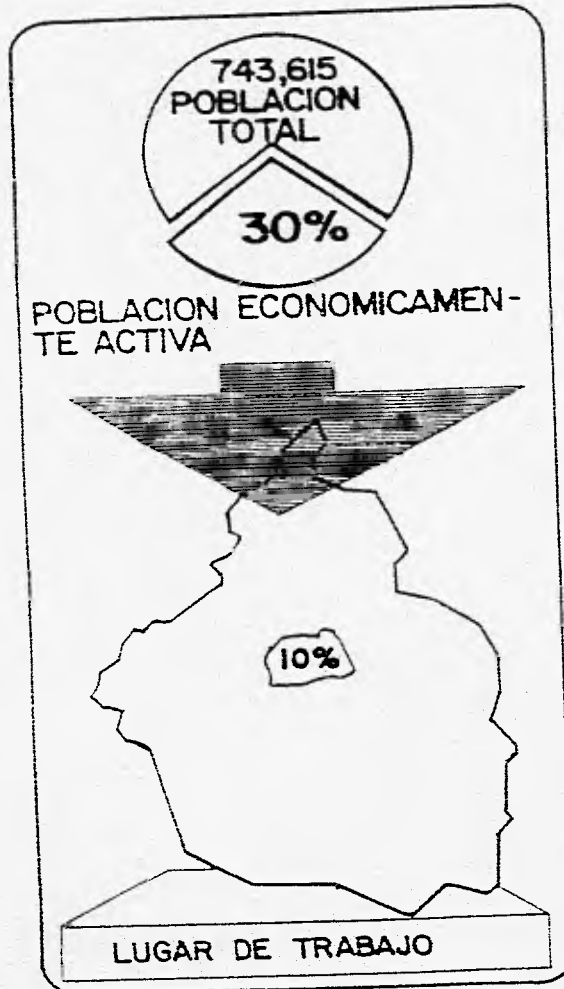 743,615
POBLACION
TOTAL
30%
POBLACION ECONOMICAMEN-
TE ACTIVA
10%
LUGAR DE TRABAJO